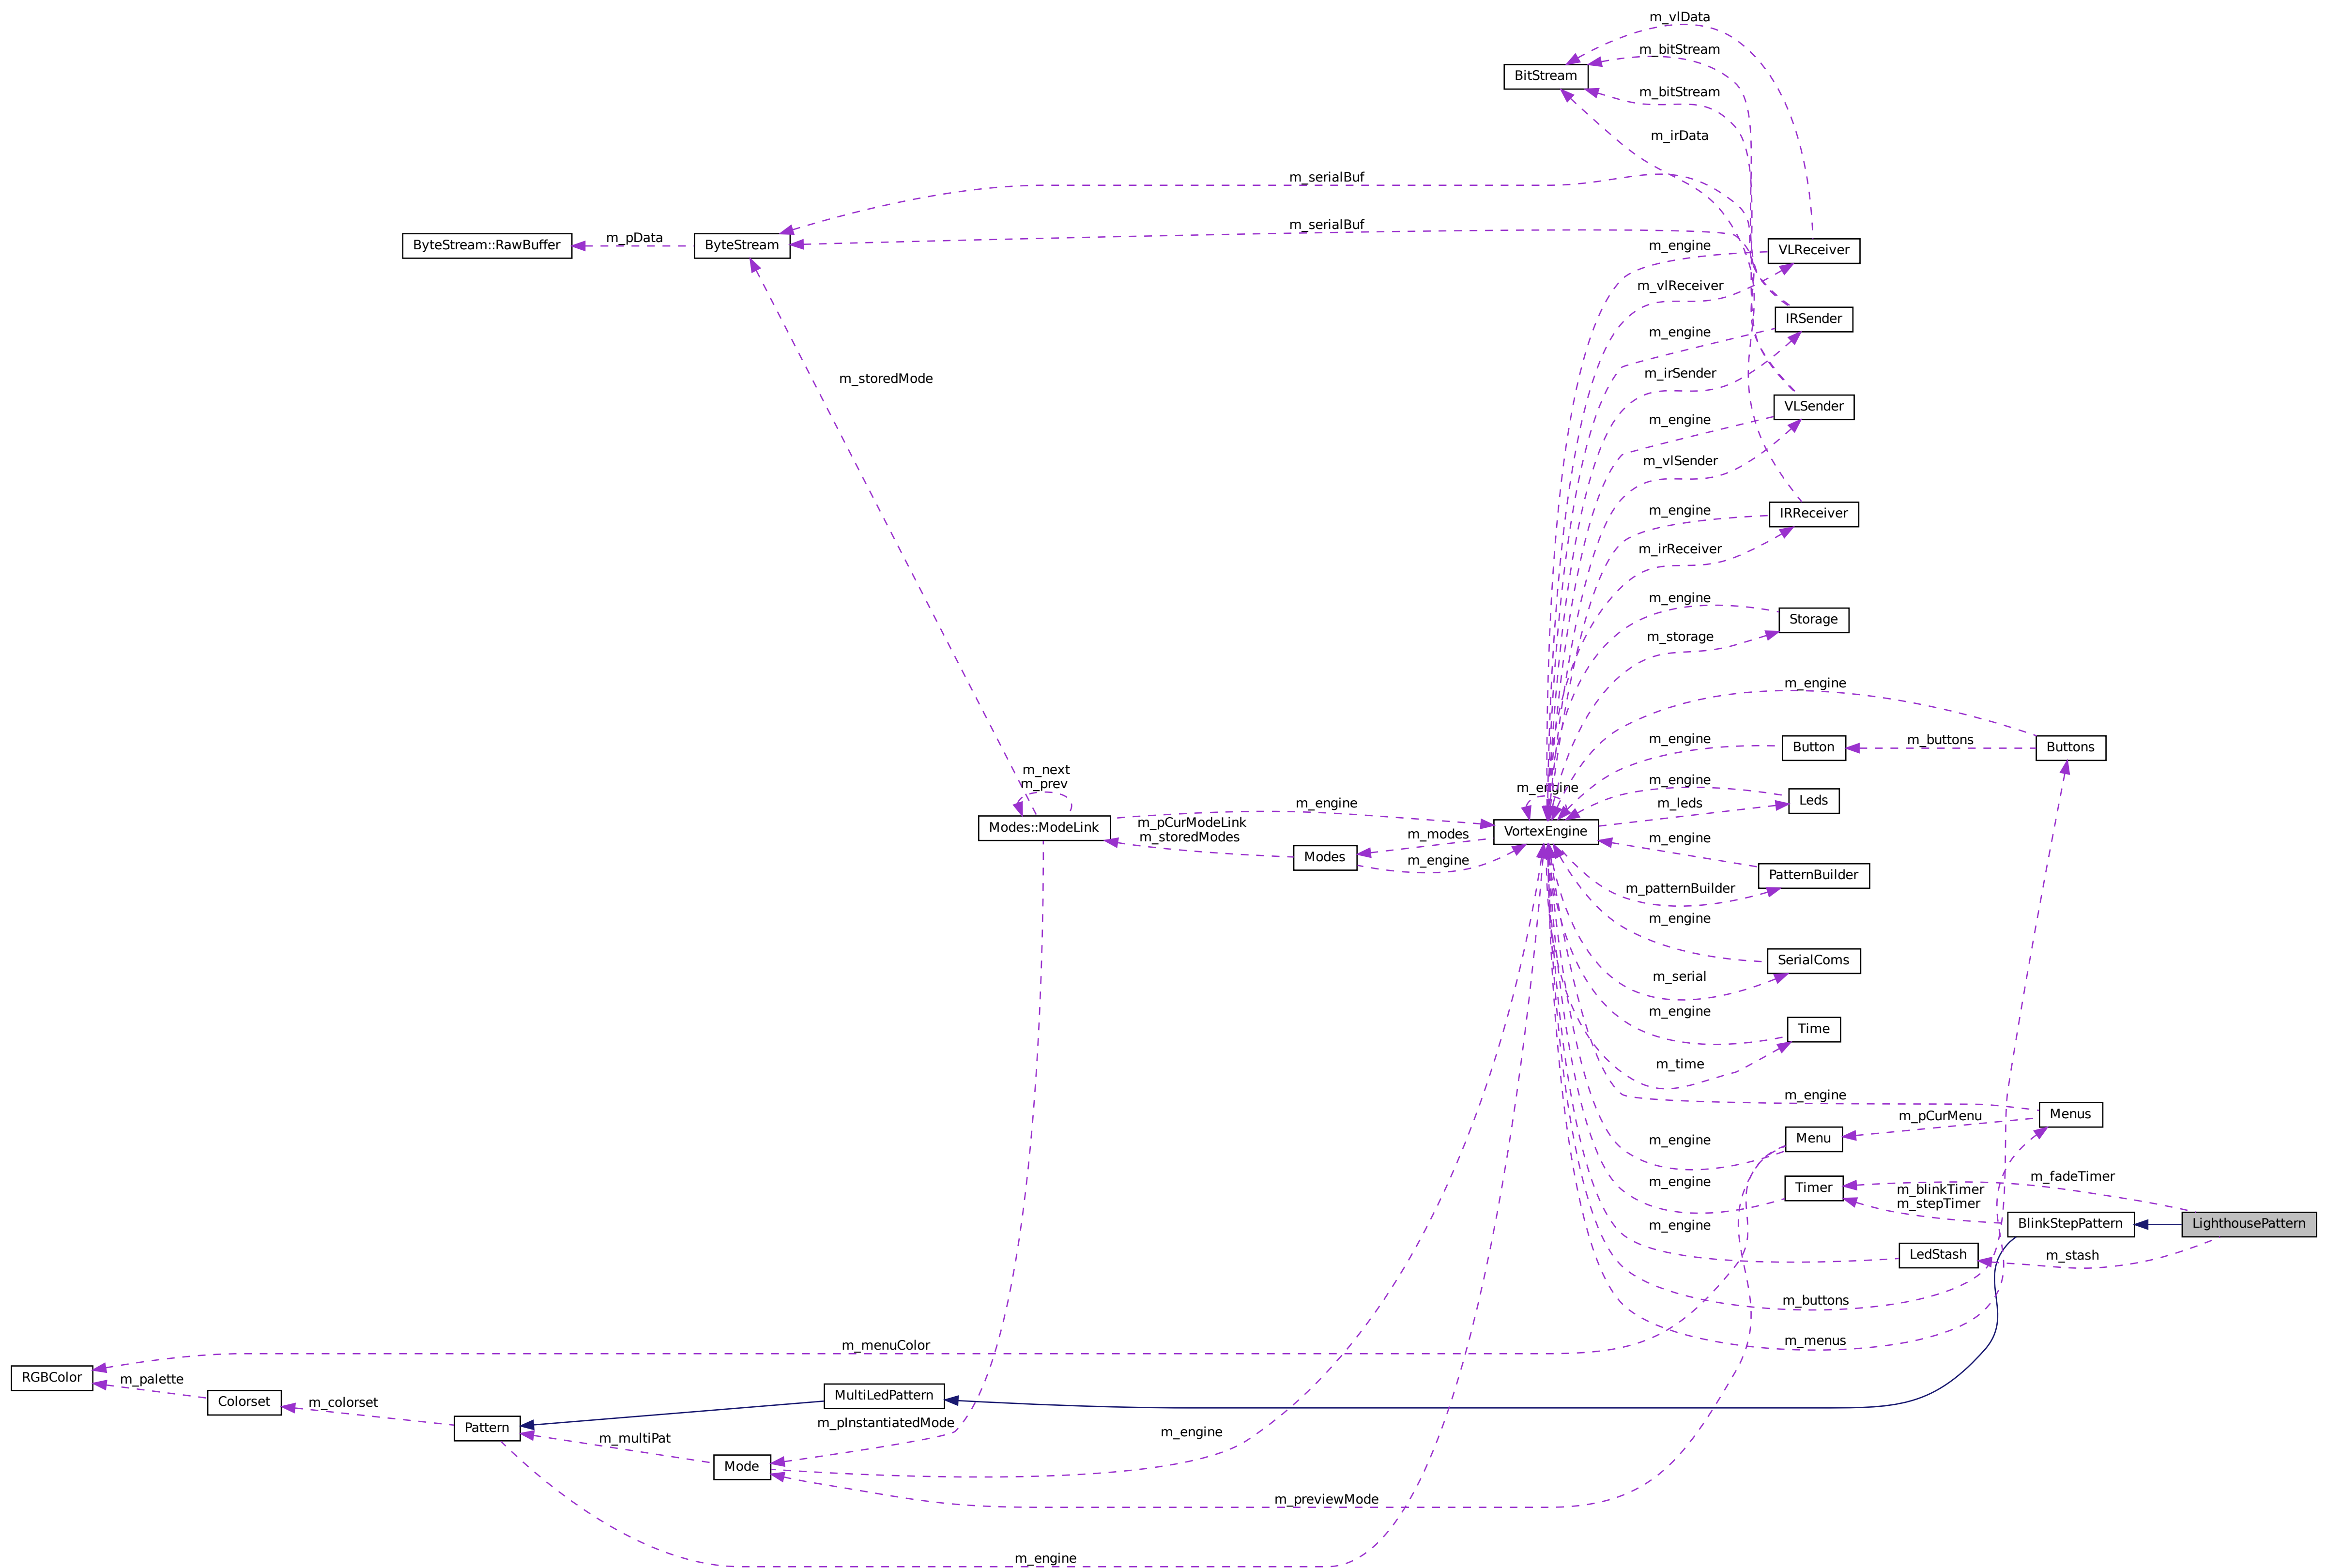 m_vlData
m_bitStream
BitStream
m_bitStream
m_irData
m_serialBuf
m_serialBuf
ByteStream::RawBuffer
m_pData
ByteStream
m_engine
VLReceiver
m_vlReceiver
IRSender
m_engine
m_irSender
m_storedMode
VLSender
m_engine
m_vlSender
m_engine
IRReceiver
m_irReceiver
m_engine
Storage
m_storage
m_engine
m_engine
Button
m_buttons
Buttons
m_next
m_prev
m_engine
m_engine
m_engine
m_leds
Leds
Modes::ModeLink
m_pCurModeLink
m_storedModes
m_modes
VortexEngine
m_engine
Modes
m_engine
PatternBuilder
m_patternBuilder
m_engine
SerialComs
m_serial
m_engine
Time
m_time
m_engine
Menus
m_pCurMenu
Menu
m_engine
m_fadeTimer
m_engine
Timer
m_blinkTimer
m_stepTimer
m_engine
BlinkStepPattern
LighthousePattern
LedStash
m_stash
m_buttons
m_menus
m_menuColor
RGBColor
m_palette
Colorset
m_colorset
MultiLedPattern
Pattern
m_pInstantiatedMode
m_multiPat
m_engine
Mode
m_previewMode
m_engine